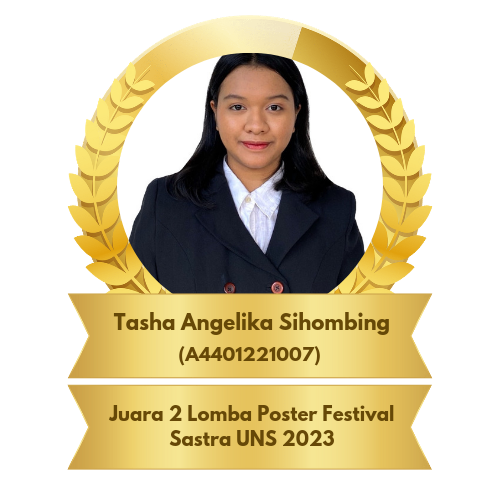 Tasha Angelika Sihombing
(A4401221007)
Juara 2 Lomba Poster Festival
Sastra UNS 2023